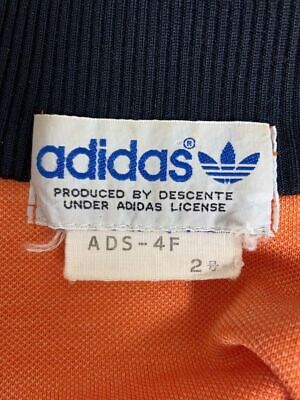 adidas®
PRODUCED BY DESCENTE
UNDER ADIDAS LICENSE
ADS-4F
2号